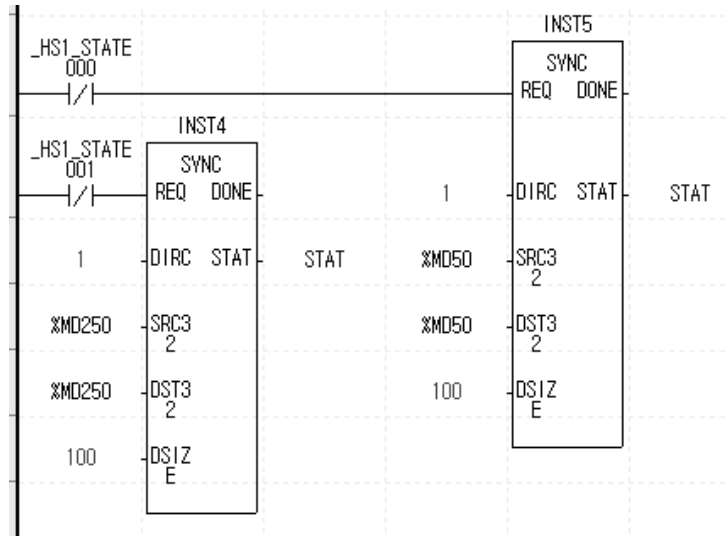 INST5
_HS1_STATE
000
SYNC
REQ DONE
INST4
_HS1_STATE
001
SYNC
REQ DONE
1
DIRC STAT
STAT
1
DIRC STAT
STAT
%MD50
SRC3
2
%MD250
SRC3
2
%MD50
DST3
2
%MD250
DST3
2
100
DSIZ
E
100
DSIZ
E